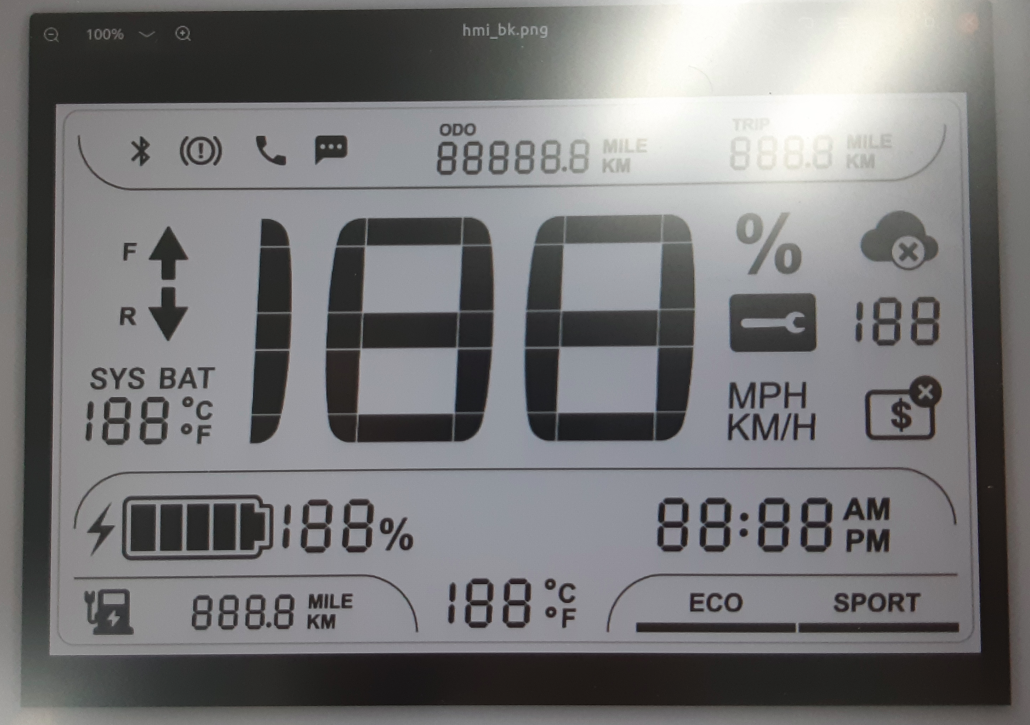 100%
hmi_bk.png
ODO
88888.8 MILE
KM
TRIP
888.8 MILE
KM
F
R
188
%
188
SYS BAT
188 °C
°F
MPH
KM/H
$
188%
88:88 AM
PM
888.8 MILE
KM
188 °C
°F
ECO SPORT